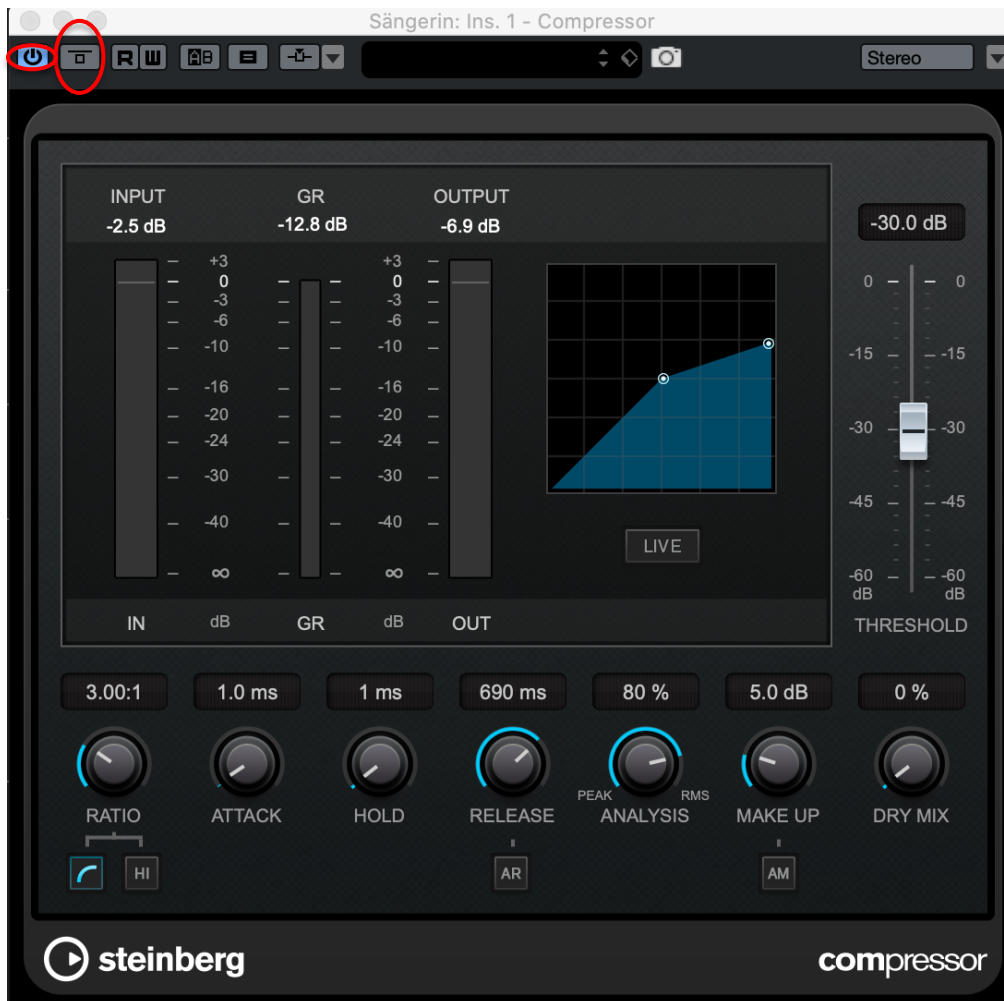 Sängerin: Ins. 1 - Compressor
R W AB Stereo
INPUT GR OUTPUT
-2.5 dB -12.8 dB -6.9 dB -30.0 dB
+3 +3
0 0 0 0
-3 -3
-6 -6
-10 -10 -15 -15
-16 -16
-20 -20 -30 -30
-24 -24
-30 -30 -45 -45
-40 -40
LIVE
∞ ∞ -60 -60
dB dB
IN dB GR dB OUT THRESHOLD
3.00:1 1.0 ms 1 ms 690 ms 80 % 5.0 dB 0 %
PEAK RMS
RATIO ATTACK HOLD RELEASE ANALYSIS MAKE UP DRY MIX
HI AR AM
steinberg compressor